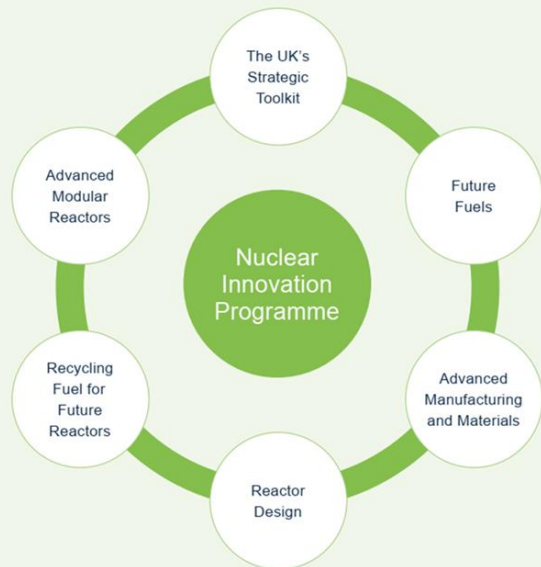 The UK's
Strategic
Toolkit
Advanced
Modular
Reactors
Future
Fuels
Nuclear
Innovation
Programme
Recycling
Fuel for
Future
Reactors
Advanced
Manufacturing
and Materials
Reactor
Design